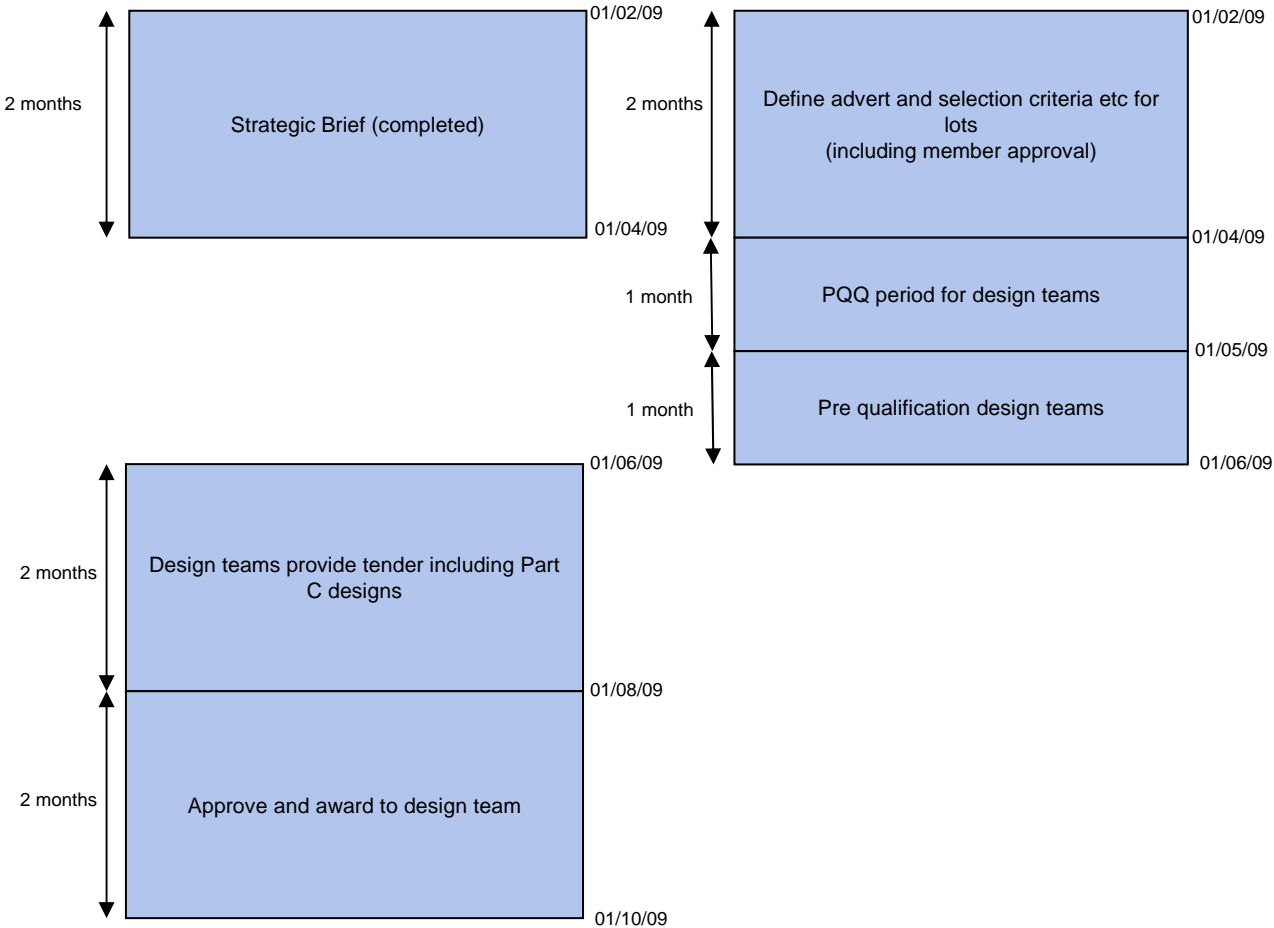 01/02/09
2 months
Strategic Brief (completed)
01/04/09
01/02/09
2 months
Define advert and selection criteria etc for
lots
(including member approval)
01/04/09
1 month
PQQ period for design teams
01/05/09
1 month
Pre qualification design teams
01/06/09
01/06/09
2 months
Design teams provide tender including Part
C designs
01/08/09
2 months
Approve and award to design team
01/10/09